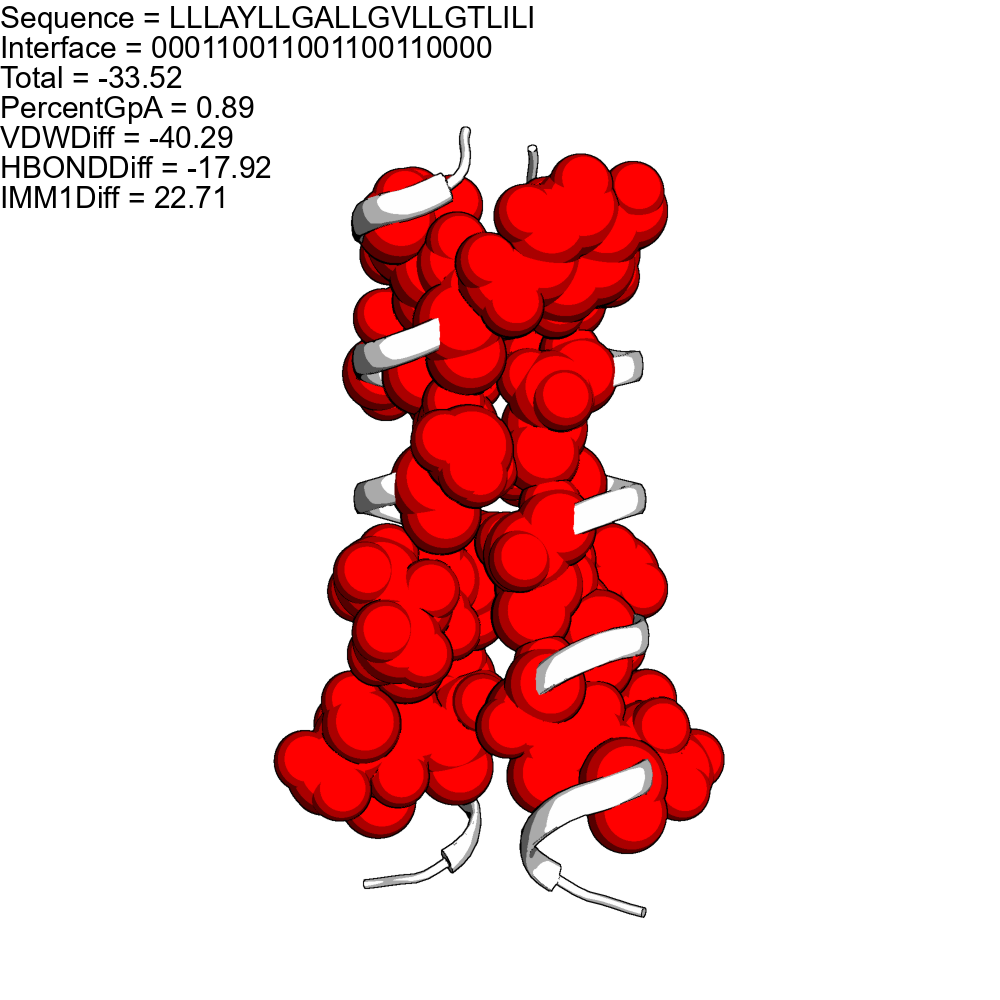 Sequence = LLLAYLLGALLGVLLGTLILI
Interface = 000110011001100110000
Total = -33.52
PercentGpA = 0.89
VDWDiff = -40.29
HBONDDiff = -17.92
IMM1Diff = 22.71